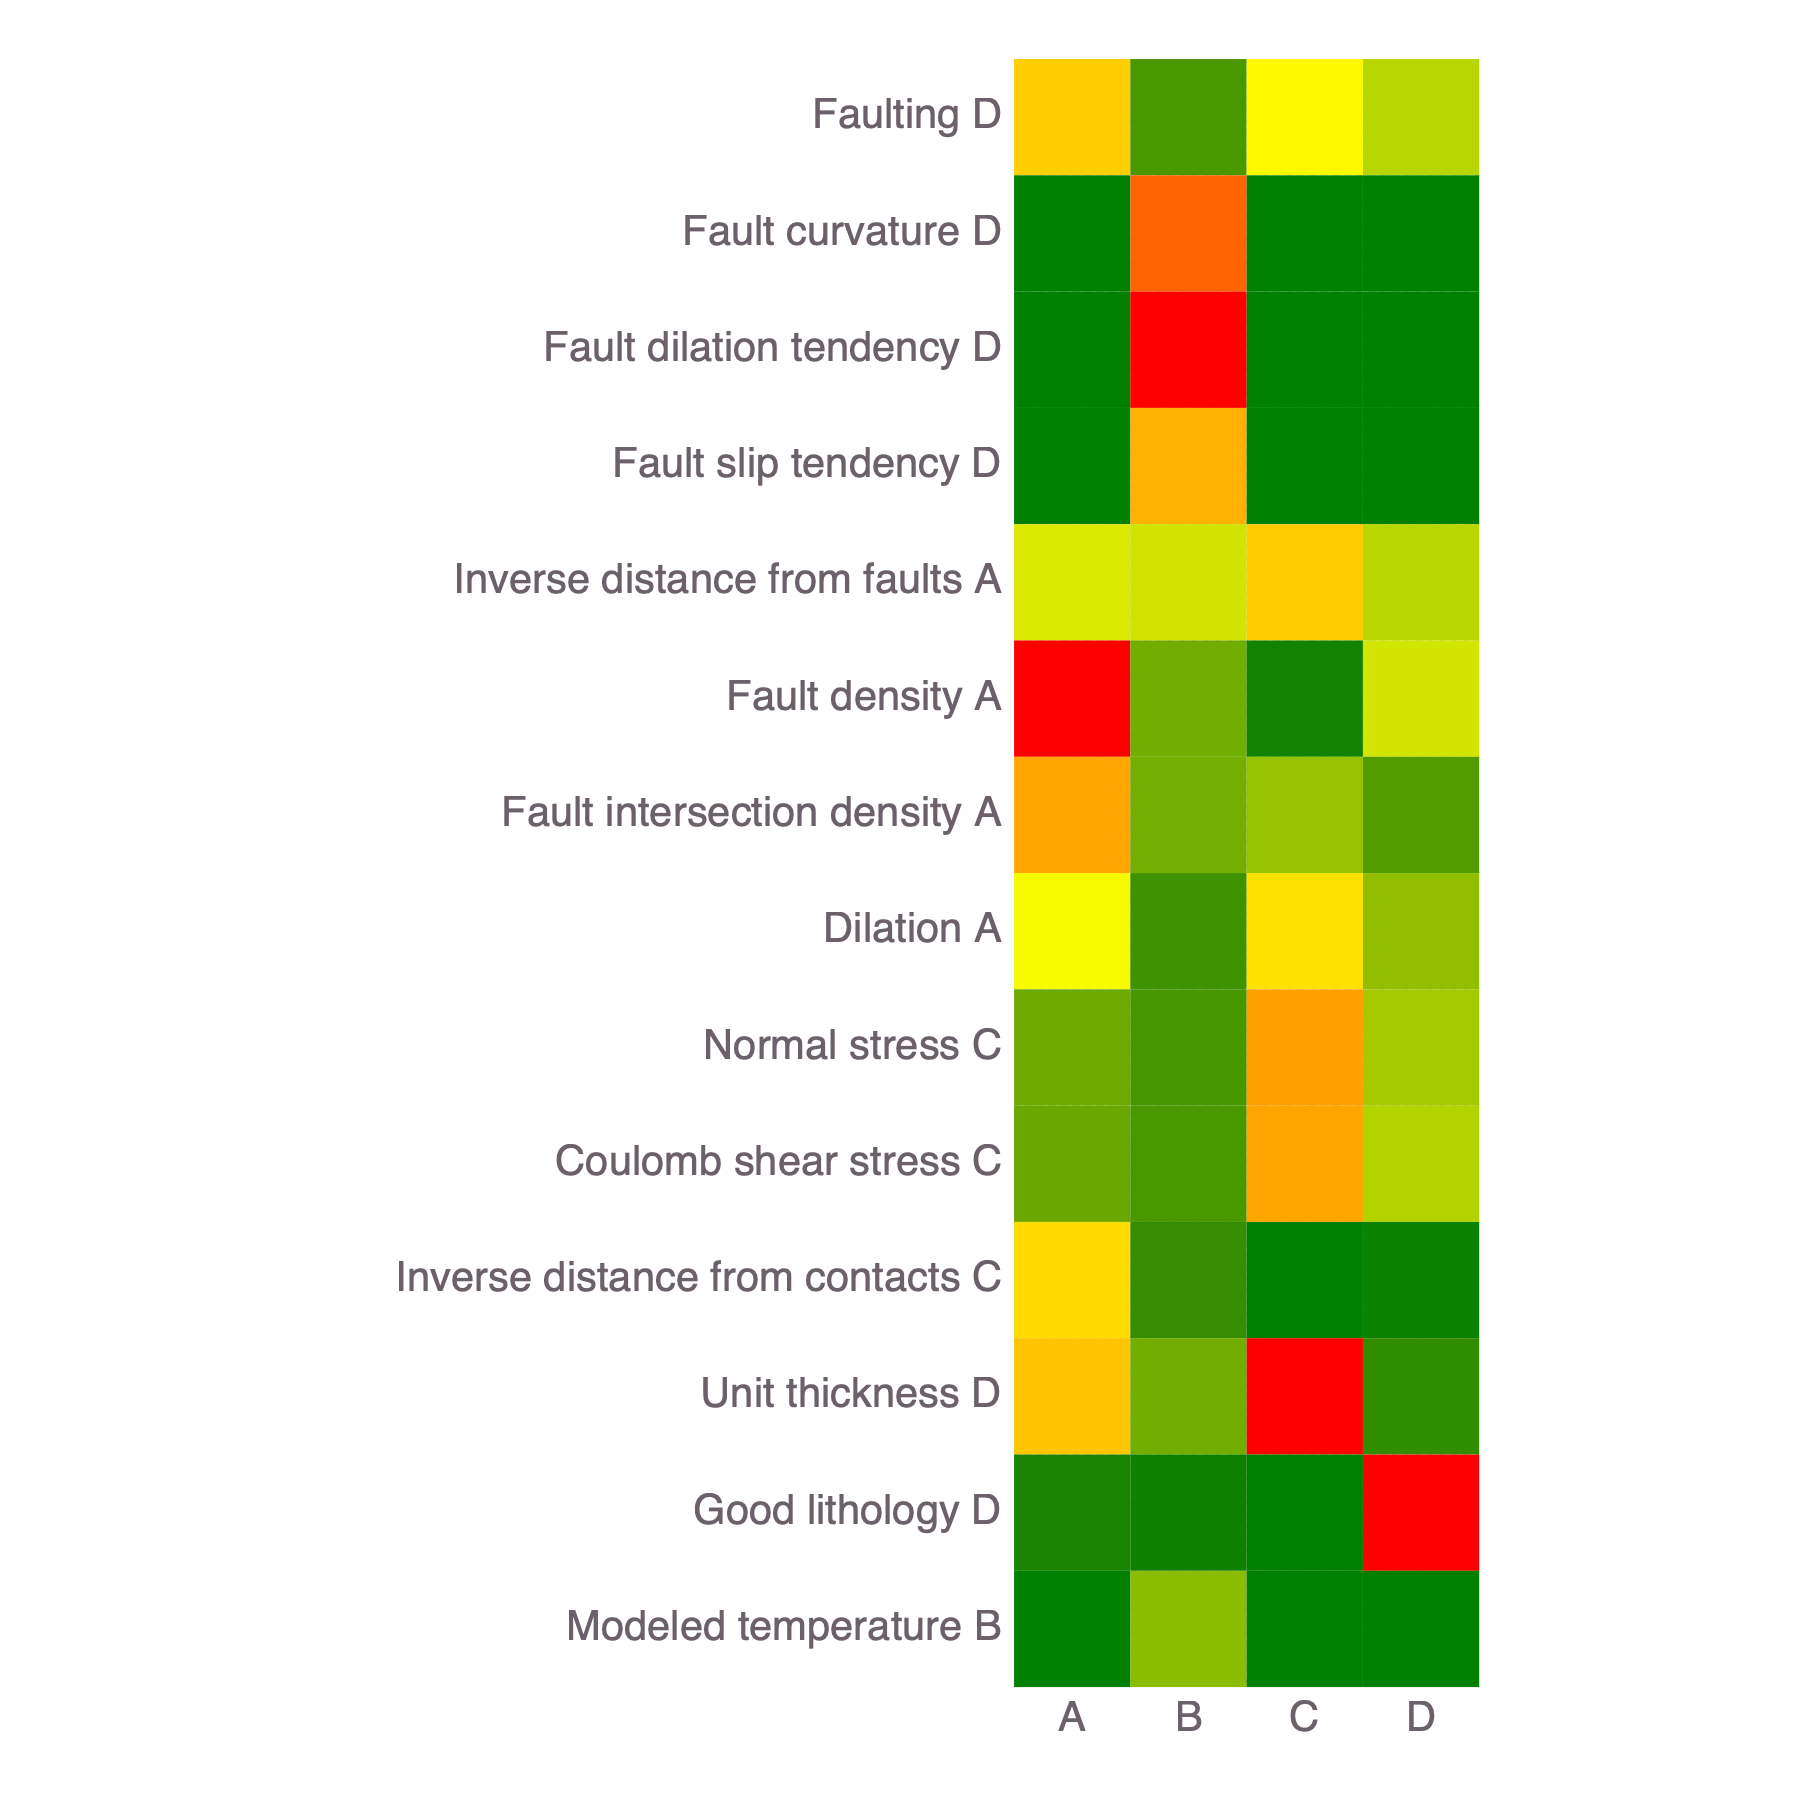 Faulting D
Fault curvature D
Fault dilation tendency D
Fault slip tendency D
Inverse distance from faults A
Fault density A
Fault intersection density A
Dilation A
Normal stress C
Coulomb shear stress C
Inverse distance from contacts C
Unit thickness D
Good lithology D
Modeled temperature B
A B C D